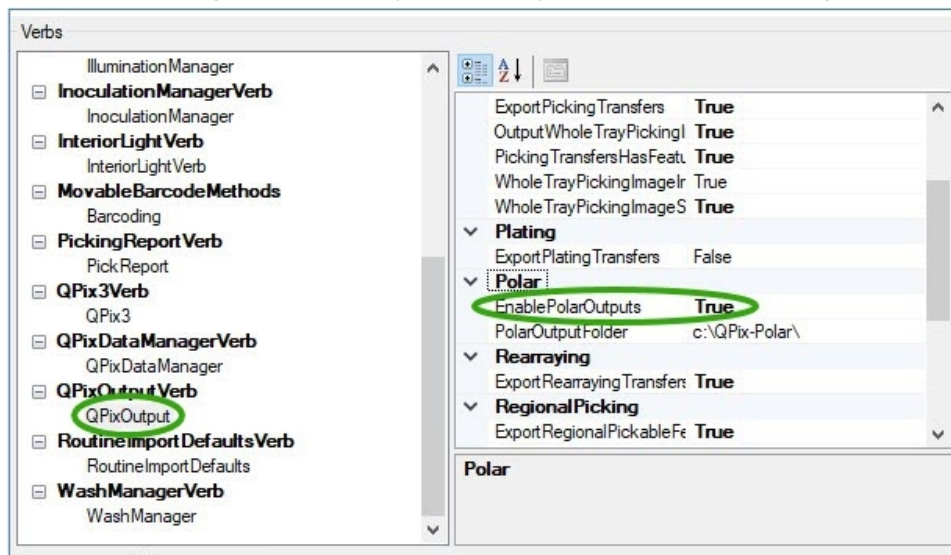 Verbs
IlluminationManager
InoculationManagerVerb
InoculationManager
InteriorLightVerb
InteriorLightVerb
MovableBarcodeMethods
Barcoding
PickingReportVerb
PickReport
QPix3Verb
QPix3
QPixDataManagerVerb
QPixDataManager
QPixOutputVerb
QPixOutput
RoutineImportDefaultsVerb
RoutineImportDefaults
WashManagerVerb
WashManager
ExportPickingTransfers True
OutputWholeTrayPickingI True
PickingTransfersHasFeatu True
WholeTrayPickingImageIr True
WholeTrayPickingImageS True
Plating
ExportPlatingTransfers False
Polar
EnablePolarOutputs True
PolarOutputFolder c:\QPix-Polar\
Rearraying
ExportRearrayingTransfers True
RegionalPicking
ExportRegionalPickableFe True
Polar